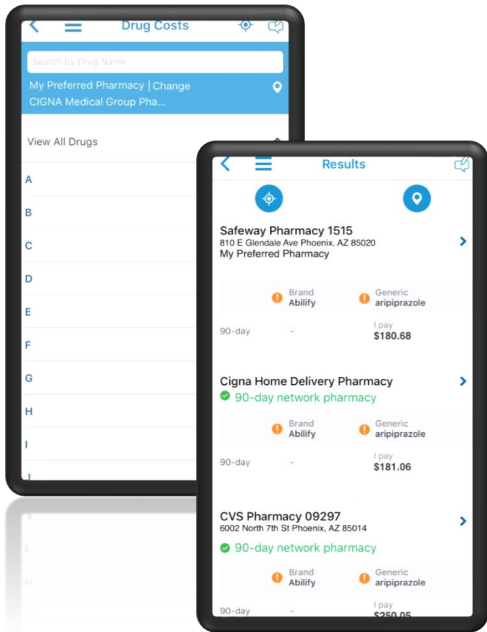 Drug Costs
Search by Drug Name
My Preferred Pharmacy | Change
CIGNA Medical Group Pha...
View All Drugs
A
B
C
D
E
F
G
H
I
J
Results
Safeway Pharmacy 1515
810 E Glendale Ave Phoenix, AZ 85020
My Preferred Pharmacy
Brand Generic
Abilify aripiprazole
90-day - I pay
$180.68
Cigna Home Delivery Pharmacy
90-day network pharmacy
Brand Generic
Abilify aripiprazole
90-day - I pay
$181.06
CVS Pharmacy 09297
6002 North 7th St Phoenix, AZ 85014
90-day network pharmacy
Brand Generic
Abilify aripiprazole
90-day - I pay
$250.05